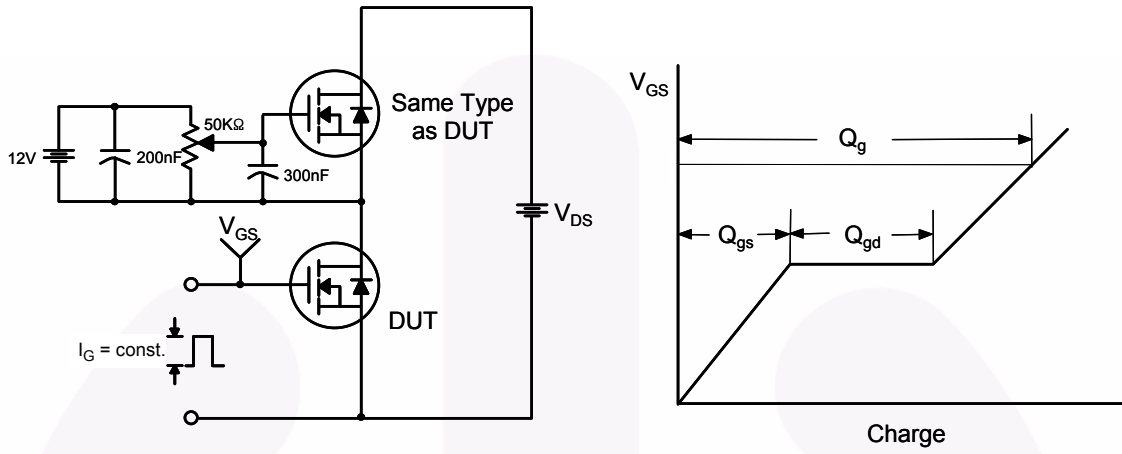 12V
200nF
50KΩ
300nF
Same Type
as DUT
V_GS
DUT
I_G = const.
V_DS
V_GS
Q_g
Q_gs
Q_gd
Charge